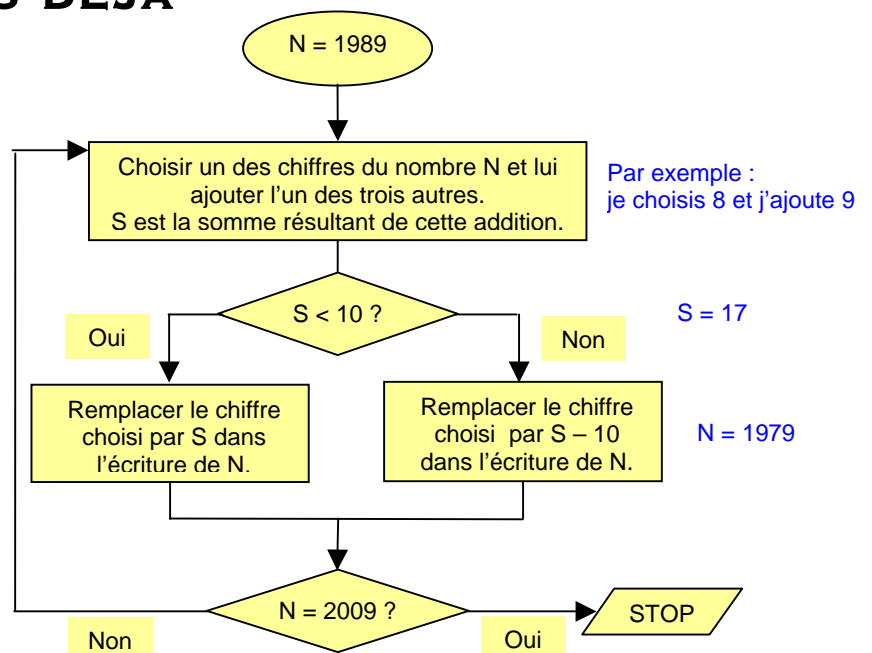 N = 1989
Choisir un des chiffres du nombre N et lui
ajouter l'un des trois autres.
S est la somme résultant de cette addition.
Par exemple :
je choisis 8 et j'ajoute 9
S < 10 ?
S = 17
Oui
Non
Remplacer le chiffre
choisi par S dans
l'écriture de N.
Remplacer le chiffre
choisi par S – 10
dans l'écriture de N.
N = 1979
N = 2009 ?
STOP
Non
Oui